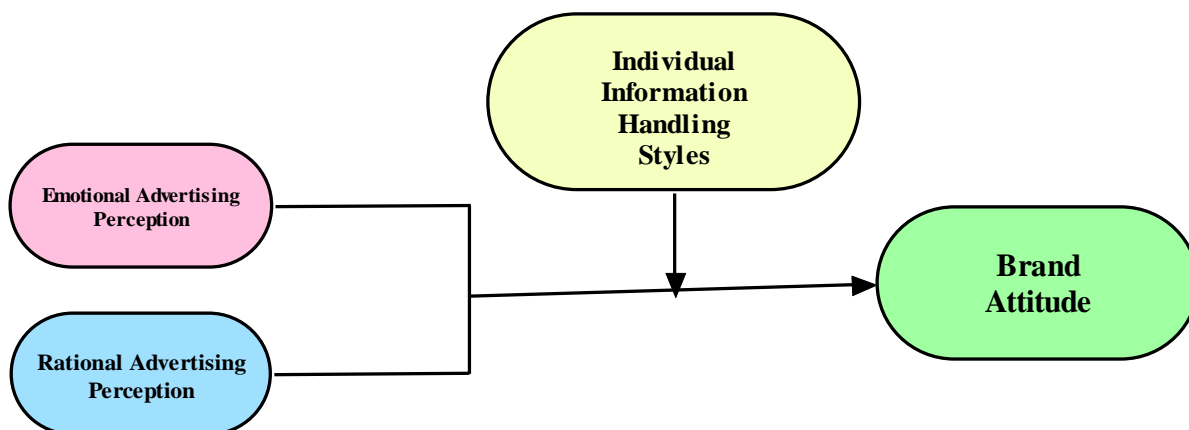 Individual
Information
Handling
Styles
Emotional Advertising
Perception
Brand
Attitude
Rational Advertising
Perception